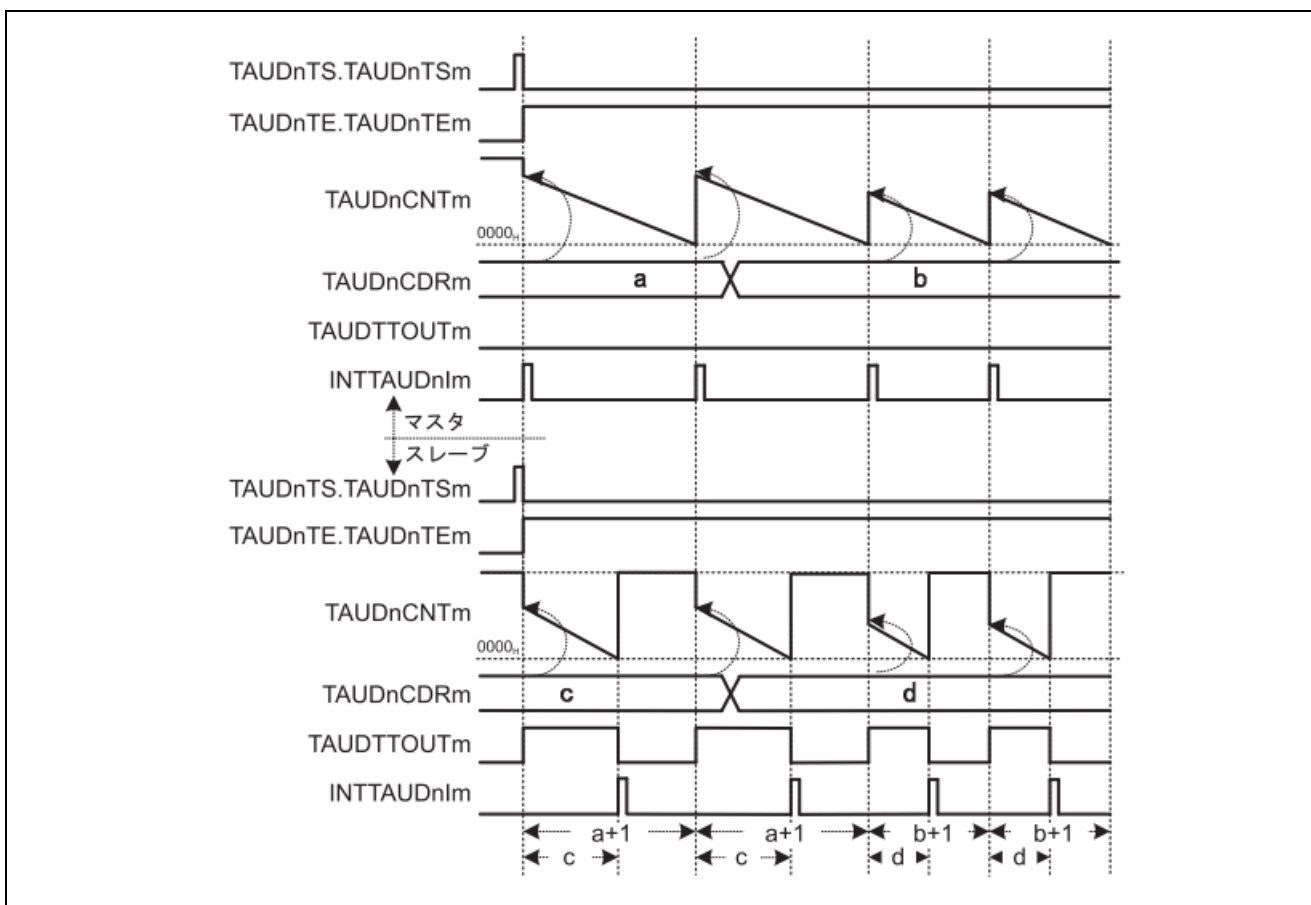 TAUDnTS.TAUDnTSm
TAUDnTE.TAUDnTEm
TAUDnCNTm
0000H
TAUDnCDRm
a
b
TAUDTTOUTm
INTTAUDnIm
マスタ
スレーブ
TAUDnTS.TAUDnTSm
TAUDnTE.TAUDnTEm
TAUDnCNTm
0000H
TAUDnCDRm
c
d
TAUDTTOUTm
INTTAUDnIm
a+1 a+1 b+1 b+1
c c d d